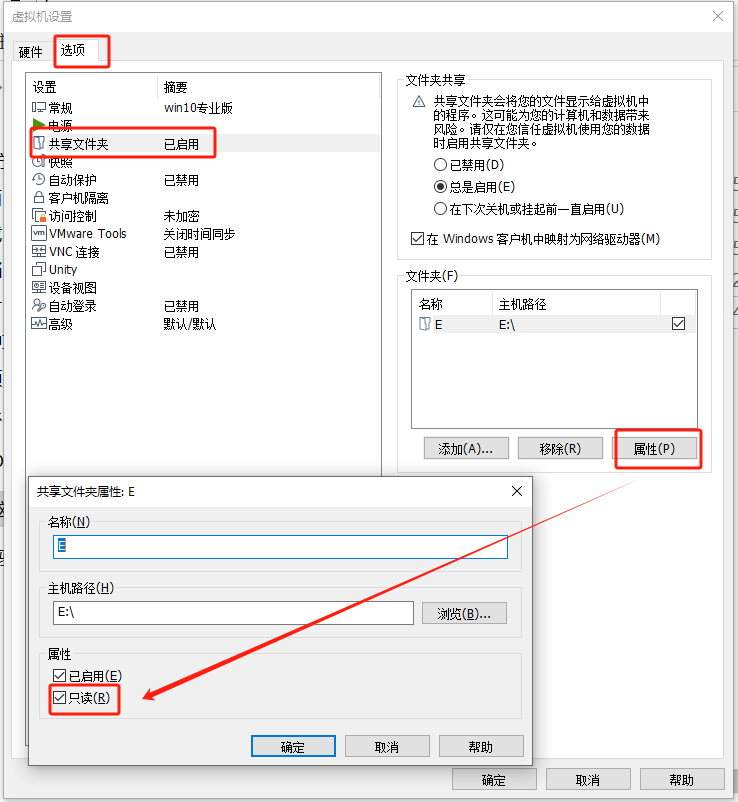 虚拟机设置
硬件 选项
设置 摘要
常规 win10专业版
电源
共享文件夹 已启用
快照
自动保护 已禁用
客户机隔离
访问控制 未加密
VMware Tools 关闭时间同步
VNC 连接 已禁用
Unity
设备视图
自动登录 已禁用
高级 默认/默认
文件夹共享
共享文件夹会将您的文件显示给虚拟机中
的程序。这可能为您的计算机和数据带来
风险。请仅在您信任虚拟机使用您的数据
时启用共享文件夹。
已禁用(D)
总是启用(E)
在下次关机或挂起前一直启用(U)
在 Windows 客户机中映射为网络驱动器(M)
文件夹(F)
名称 主机路径
E E:\
添加(A)... 移除(R) 属性(P)
共享文件夹属性: E
名称(N)
E
主机路径(H)
E:\ 浏览(B)...
属性
已启用(E)
只读(R)
确定 取消 帮助
确定 取消 帮助